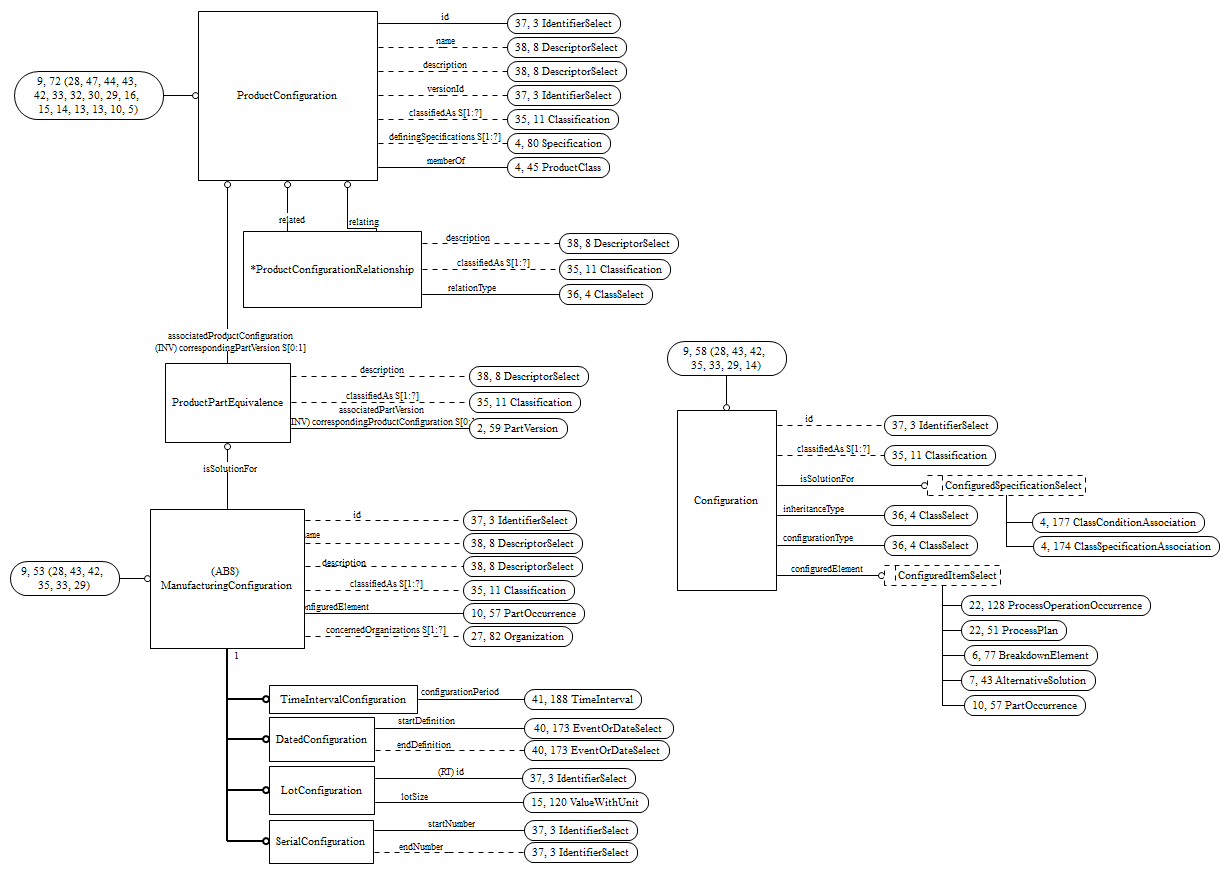 id
37, 3 IdentifierSelect
name
38, 8 DescriptorSelect
description
38, 8 DescriptorSelect
9, 72 (28, 47, 44, 43,
42, 33, 32, 30, 29, 16,
15, 14, 13, 13, 10, 5)
ProductConfiguration
versionId
37, 3 IdentifierSelect
classifiedAs S[1:?]
35, 11 Classification
definingSpecifications S[1:?]
4, 80 Specification
memberOf
4, 45 ProductClass
related
relating
*ProductConfigurationRelationship
description
38, 8 DescriptorSelect
classifiedAs S[1:?]
35, 11 Classification
relationType
36, 4 ClassSelect
associatedProductConfiguration
(INV) correspondingPartVersion S[0:1]
ProductPartEquivalence
description
38, 8 DescriptorSelect
classifiedAs S[1:?]
35, 11 Classification
associatedPartVersion
INV) correspondingProductConfiguration S[0:
2, 59 PartVersion
isSolutionFor
9, 53 (28, 43, 42,
35, 33, 29)
(ABS)
ManufacturingConfiguration
id
37, 3 IdentifierSelect
ame
38, 8 DescriptorSelect
description
38, 8 DescriptorSelect
classifiedAs S[1:?]
35, 11 Classification
onfiguredElement
10, 57 PartOccurrence
concernedOrganizations S[1:?]
27, 82 Organization
1
TimeIntervalConfiguration
configurationPeriod
41, 188 TimeInterval
DatedConfiguration
startDefinition
40, 173 EventOrDateSelect
endDefinition
40, 173 EventOrDateSelect
LotConfiguration
(RT) id
37, 3 IdentifierSelect
lotSize
15, 120 ValueWithUnit
SerialConfiguration
startNumber
37, 3 IdentifierSelect
endNumber
37, 3 IdentifierSelect
9, 58 (28, 43, 42,
35, 33, 29, 14)
Configuration
id
37, 3 IdentifierSelect
classifiedAs S[1:?]
35, 11 Classification
isSolutionFor
ConfiguredSpecificationSelect
4, 177 ClassConditionAssociation
4, 174 ClassSpecificationAssociation
inheritanceType
36, 4 ClassSelect
configurationType
36, 4 ClassSelect
configuredElement
ConfiguredItemSelect
22, 128 ProcessOperationOccurrence
22, 51 ProcessPlan
6, 77 BreakdownElement
7, 43 AlternativeSolution
10, 57 PartOccurrence